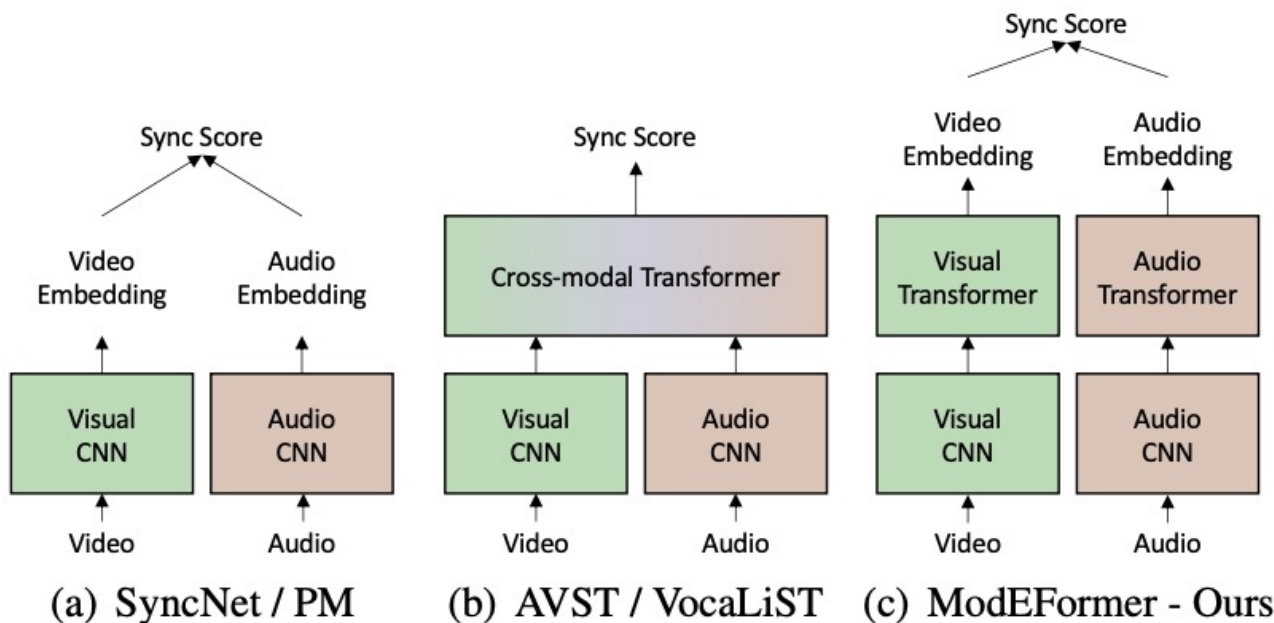 Sync Score
Video
Embedding
Audio
Embedding
Visual
CNN
Audio
CNN
Video
Audio
(a) SyncNet / PM
Sync Score
Cross-modal Transformer
Visual
CNN
Audio
CNN
Video
Audio
(b) AVST / VocaLiST
Sync Score
Video
Embedding
Audio
Embedding
Visual
Transformer
Audio
Transformer
Visual
CNN
Audio
CNN
Video
Audio
(c) ModEFormer - Ours